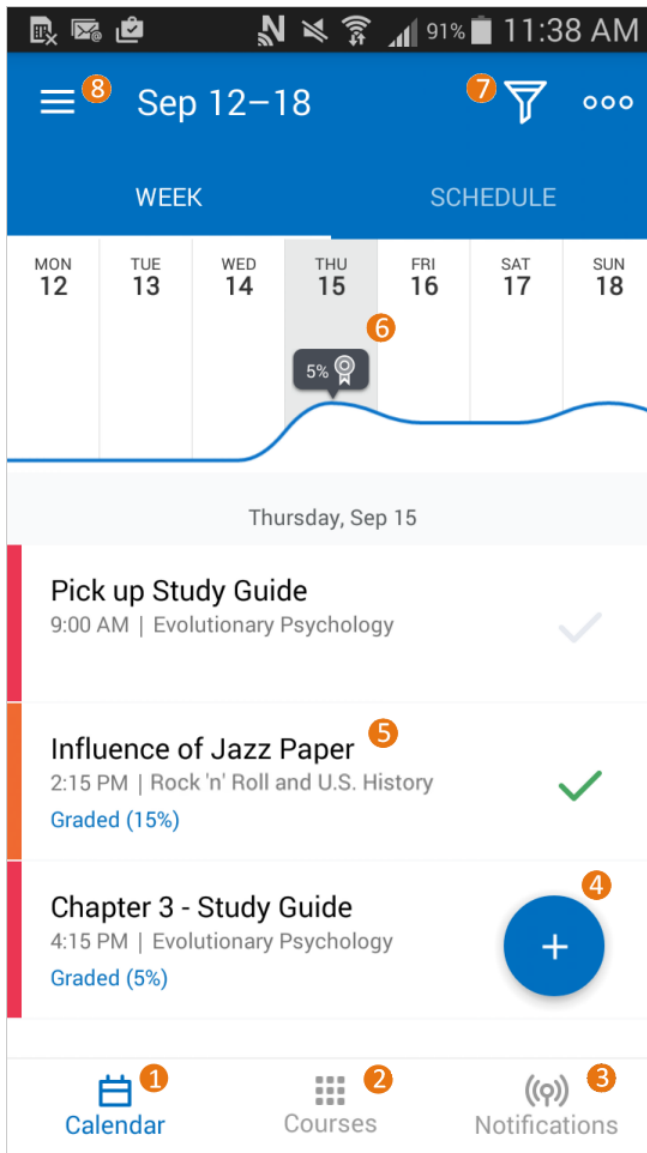 91% 11:38 AM
8 Sep 12–18 7
WEEK SCHEDULE
MON TUE WED THU FRI SAT SUN
12 13 14 15 16 17 18
6
5%
Thursday, Sep 15
Pick up Study Guide
9:00 AM | Evolutionary Psychology
Influence of Jazz Paper 5
2:15 PM | Rock 'n' Roll and U.S. History
Graded (15%)
4
Chapter 3 - Study Guide
4:15 PM | Evolutionary Psychology
+
Graded (5%)
1 2 3
Calendar Courses Notifications